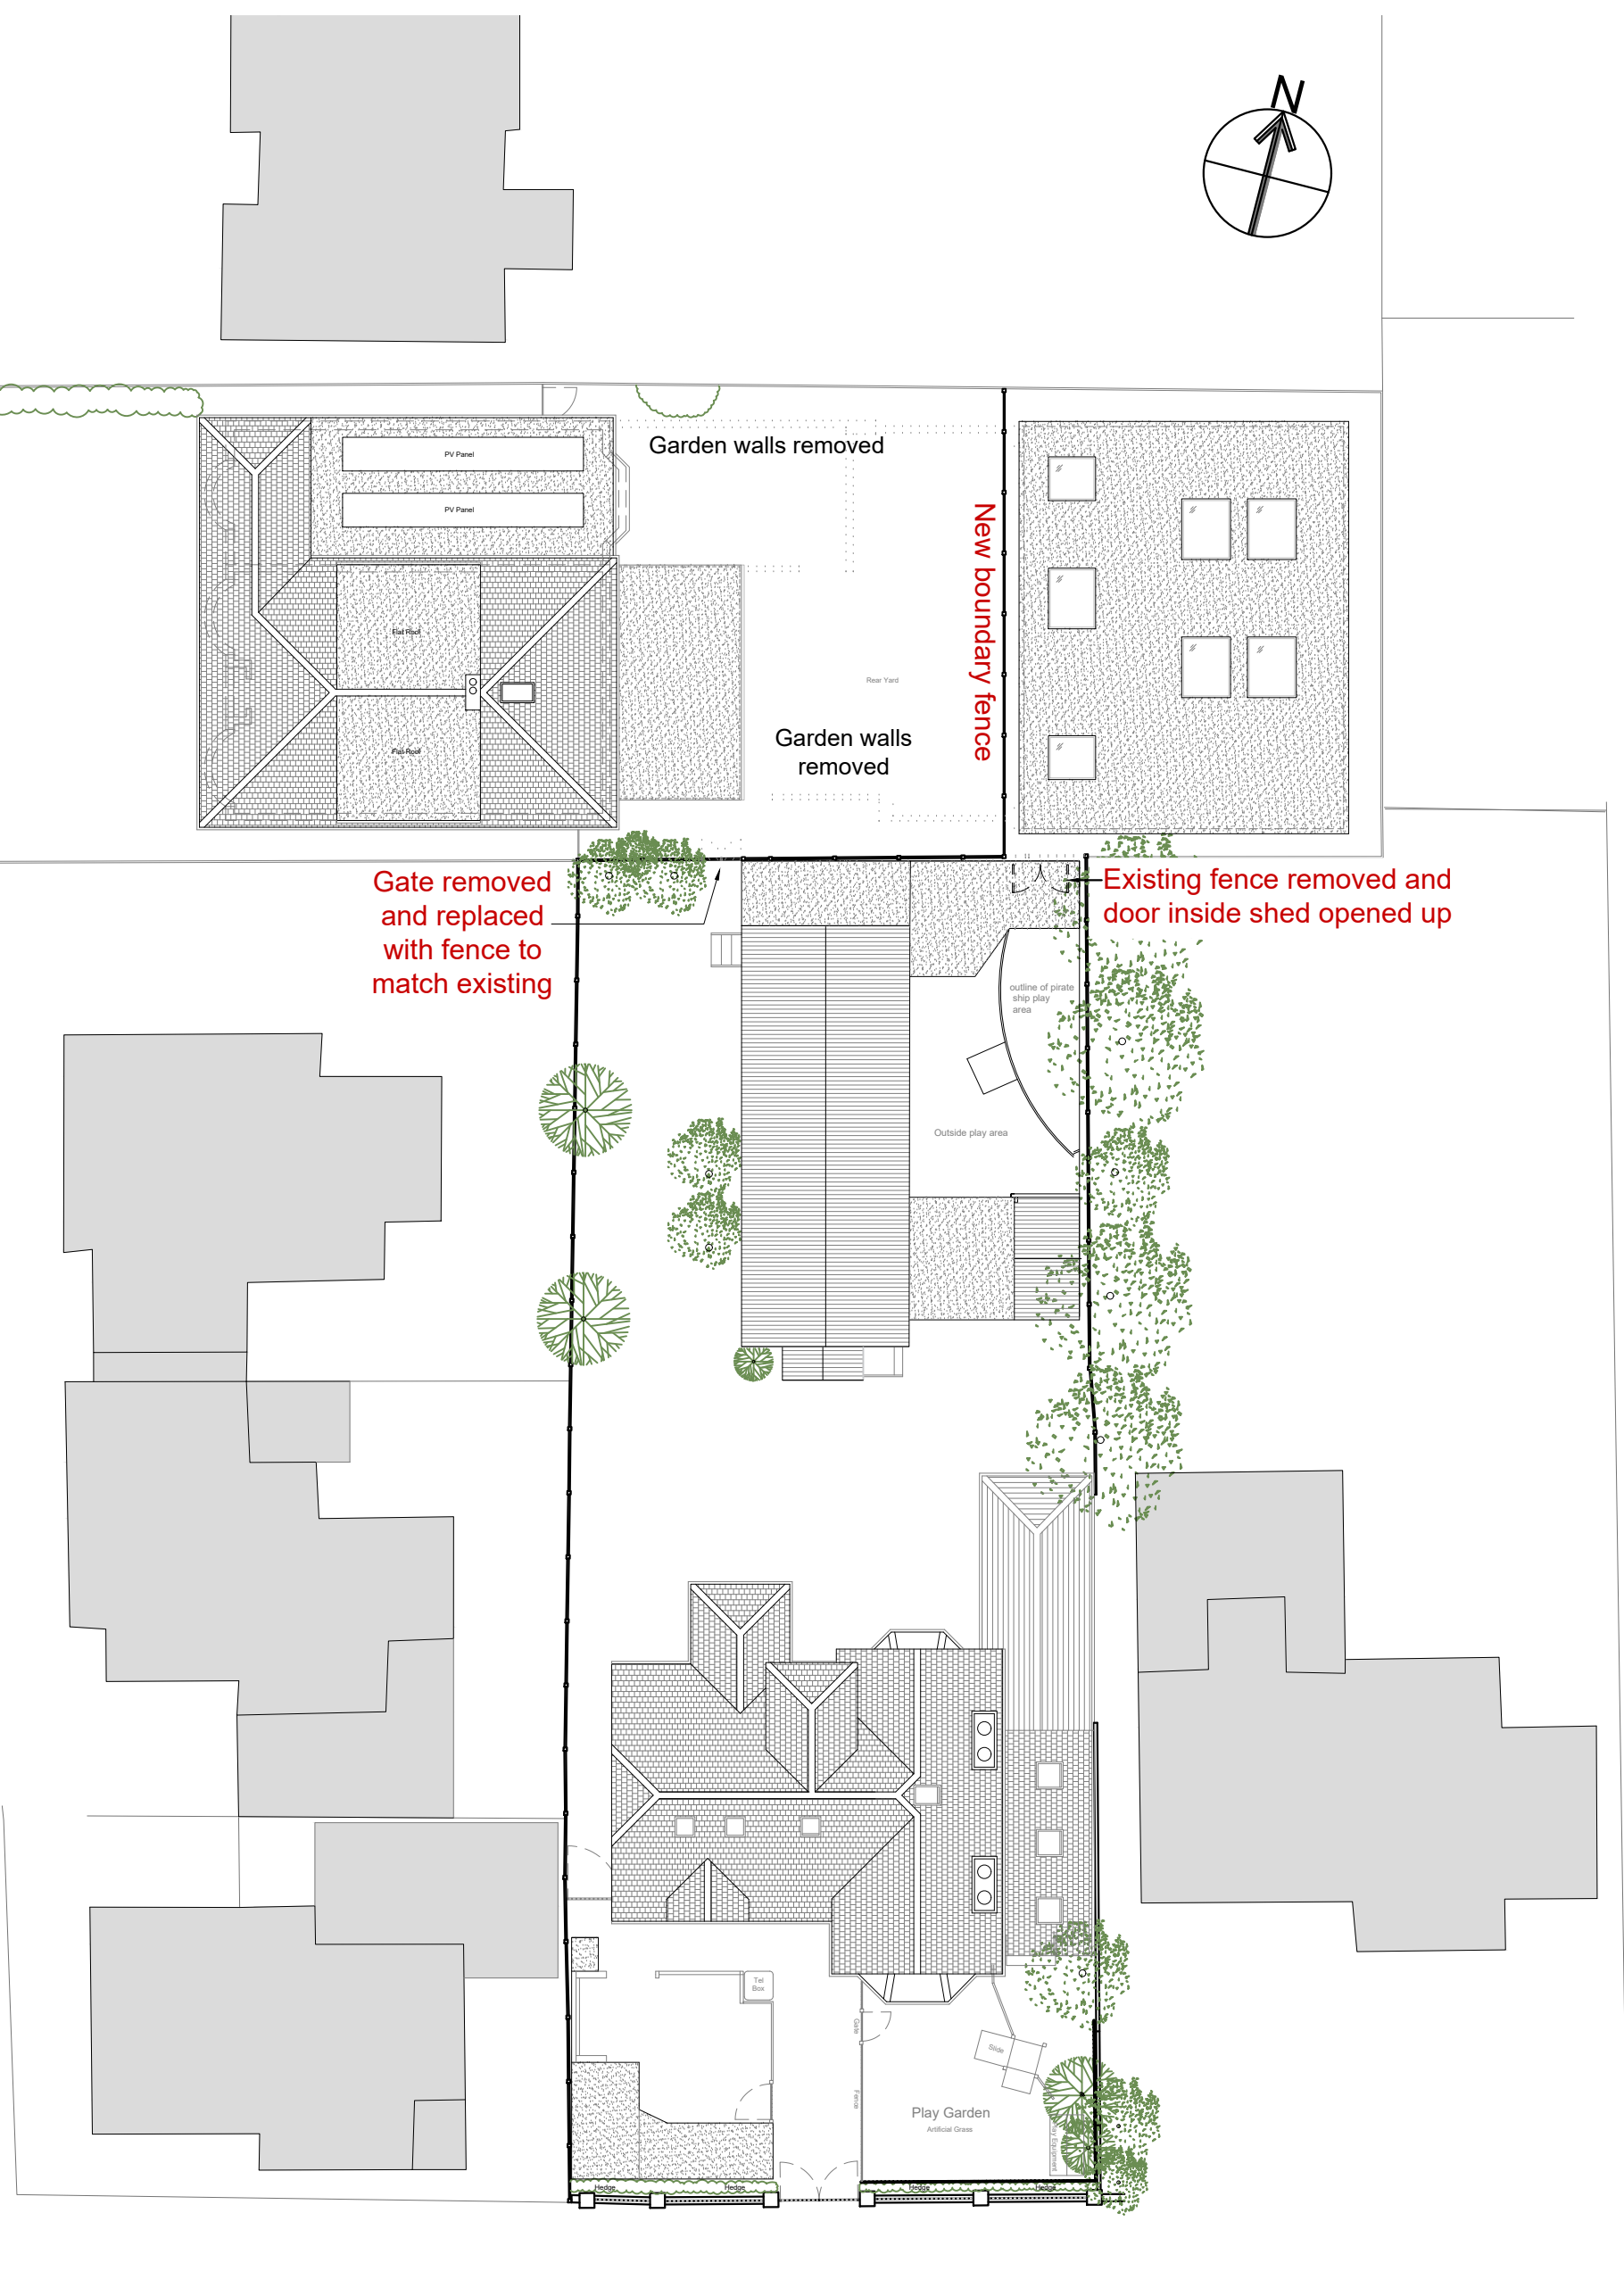 N
PV Panel
Garden walls removed
PV Panel
New boundary fence
Flat Roof
Rear Yard
Flat Roof
Garden walls
removed
Gate removed
and replaced
with fence to
match existing
Existing fence removed and
door inside shed opened up
outline of pirate
ship play
area
Outside play area
Tel
Box
Gate
Slide
Fence
Play Garden
Artificial Grass
Play Equipment
Hedge
Hedge
Hedge
Hedge